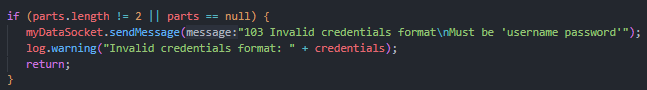 if (parts.length != 2 || parts == null) {
myDataSocket.sendMessage(message:"103 Invalid credentials format\nMust be 'username password'");
log.warning("Invalid credentials format: " + credentials);
return;
}